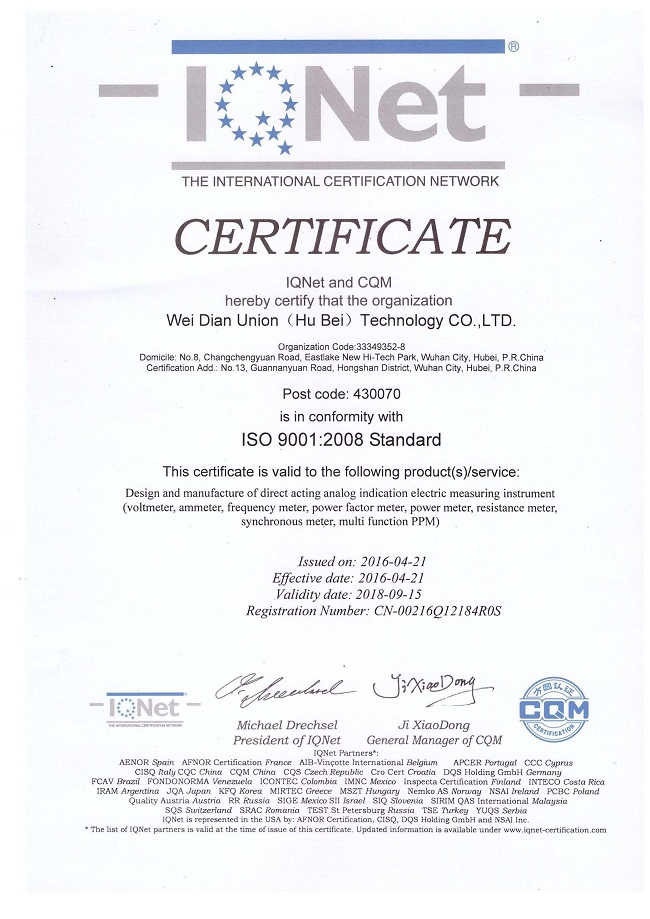 IQNet ®
THE INTERNATIONAL CERTIFICATION NETWORK
CERTIFICATE
IQNet and CQM
hereby certify that the organization
Wei Dian Union（Hu Bei）Technology CO.,LTD.
Organization Code:33349352-8
Domicile: No.8, Changchengyuan Road, Eastlake New Hi-Tech Park, Wuhan City, Hubei, P.R.China
Certification Add.: No.13, Guannanyuan Road, Hongshan District, Wuhan City, Hubei, P.R.China
Post code: 430070
is in conformity with
ISO 9001:2008 Standard
This certificate is valid to the following product(s)/service:
Design and manufacture of direct acting analog indication electric measuring instrument
(voltmeter, ammeter, frequency meter, power factor meter, power meter, resistance meter,
synchronous meter, multi function PPM)
Issued on: 2016-04-21
Effective date: 2016-04-21
Validity date: 2018-09-15
Registration Number: CN-00216Q12184R0S
IQNet
THE INTERNATIONAL CERTIFICATION NETWORK
Ji XiaoDong
方圆认证
CQM
CERTIFICATION
Michael Drechsel Ji XiaoDong
President of IQNet General Manager of CQM
IQNet Partners*:
AENOR Spain AFNOR Certification France AIB-Vinçotte International Belgium APCER Portugal CCC Cyprus
CISQ Italy CQC China CQM China CQS Czech Republic Cro Cert Croatia DQS Holding GmbH Germany
FCAV Brazil FONDONORMA Venezuela ICONTEC Colombia IMNC Mexico Inspecta Certification Finland INTECO Costa Rica
IRAM Argentina JQA Japan KFQ Korea MIRTEC Greece MSZT Hungary Nemko AS Norway NSAI Ireland PCBC Poland
Quality Austria Austria RR Russia SIGE Mexico SII Israel SIQ Slovenia SIRIM QAS International Malaysia
SQS Switzerland SRAC Romania TEST St Petersburg Russia TSE Turkey YUQS Serbia
IQNet is represented in the USA by: AFNOR Certification, CISQ, DQS Holding GmbH and NSAI Inc.
* The list of IQNet partners is valid at the time of issue of this certificate. Updated information is available under www.iqnet-certification.com